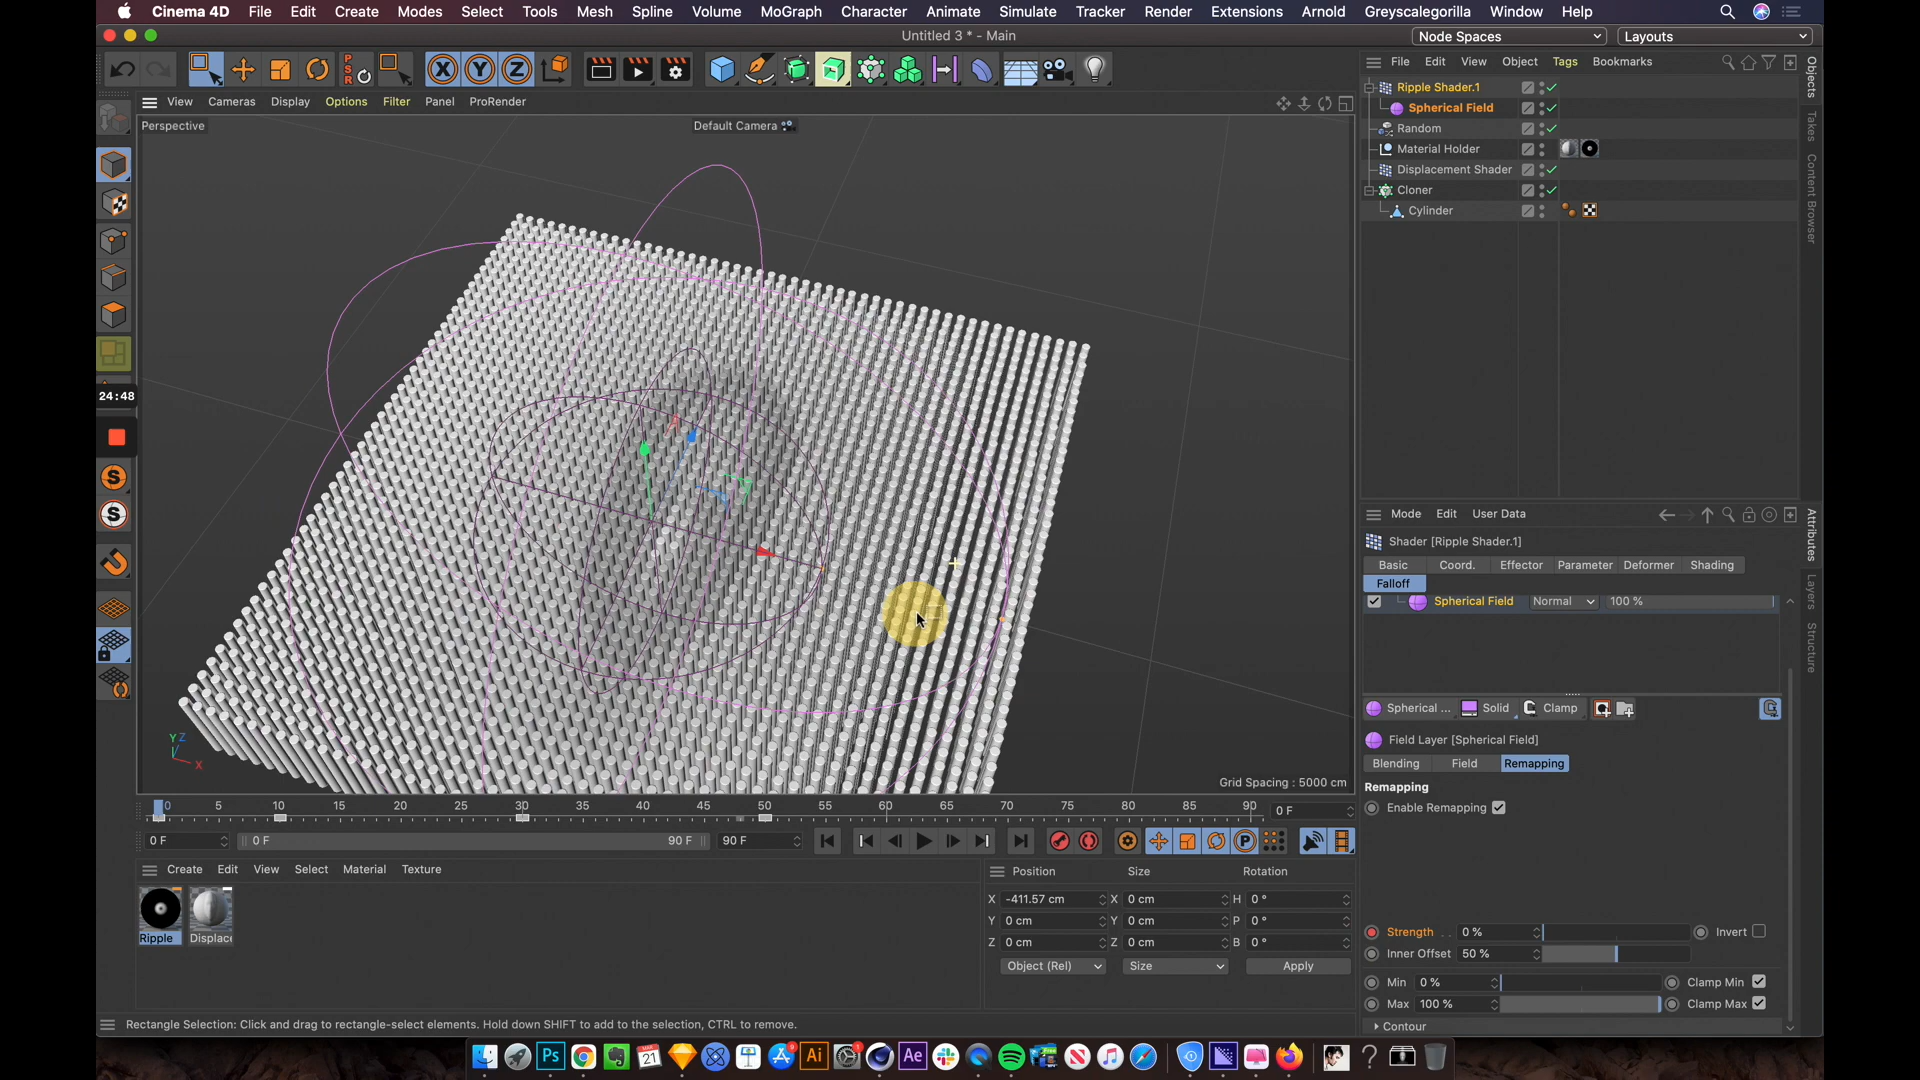 Cinema 4D File Edit Create Modes Select Tools Mesh Spline Volume MoGraph Character Animate Simulate Tracker Render Extensions Arnold Greyscalegorilla Window Help
Untitled 3 * - Main
Node Spaces
Layouts
File Edit View Object Tags Bookmarks
View Cameras Display Options Filter Panel ProRender
Perspective
Default Camera
Ripple Shader.1
Spherical Field
Random
Material Holder
Displacement Shader
Cloner
Cylinder
Objects
Takes
Content Browser
24:48
Mode Edit User Data
Shader [Ripple Shader.1]
Basic Coord. Effector Parameter Deformer Shading
Falloff
Spherical Field Normal 100 %
Spherical ... Solid Clamp
Field Layer [Spherical Field]
Blending Field Remapping
Remapping
Enable Remapping
Strength . . 0 % Invert
Inner Offset 50 %
Min 0 % Clamp Min
Max 100 % Clamp Max
Contour
Attributes
Layers
Structure
Y Z
X
Grid Spacing : 5000 cm
0 5 10 15 20 25 30 35 40 45 50 55 60 65 70 75 80 85 90 0 F
0 F 0 F 90 F 90 F
Create Edit View Select Material Texture
Ripple
Displace
Position Size Rotation
X -411.57 cm X 0 cm H 0 °
Y 0 cm Y 0 cm P 0 °
Z 0 cm Z 0 cm B 0 °
Object (Rel) Size Apply
Rectangle Selection: Click and drag to rectangle-select elements. Hold down SHIFT to add to the selection, CTRL to remove.